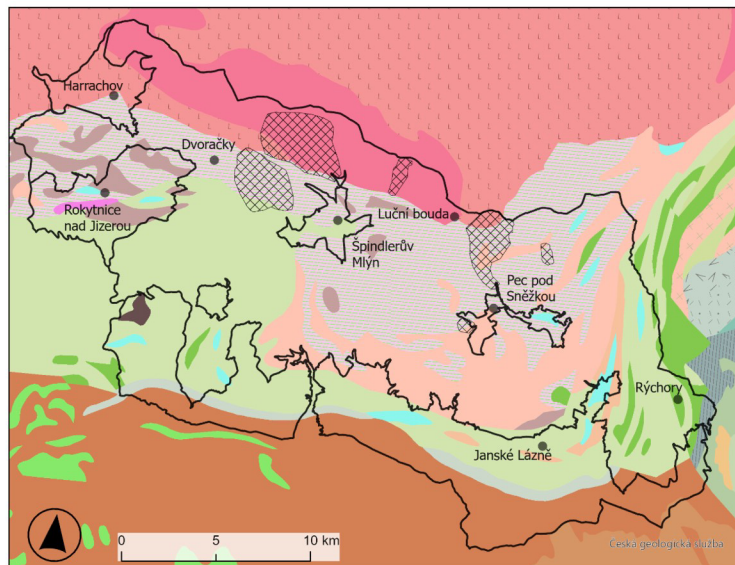 Harrachov
Dvoračky
Rokytnice
nad Jizerou
Luční bouda
Špindlerův
Mlýn
Pec pod
Sněžkou
Rýchory
Janské Lázně
0
5
10 km
Česká geologická služba